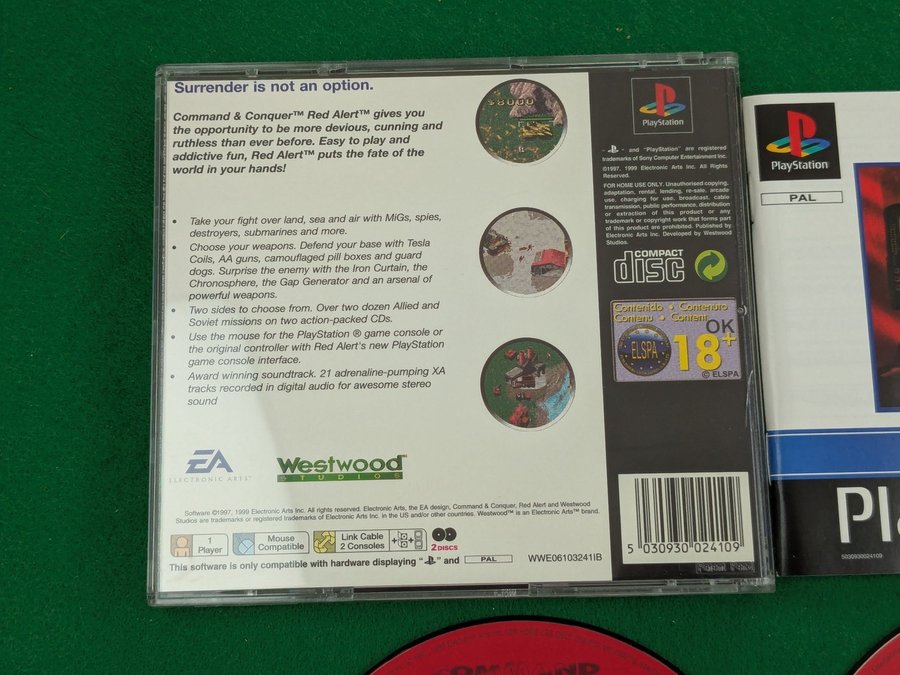 Surrender is not an option.
Command & Conquer™ Red Alert™ gives you
the opportunity to be more devious, cunning and
ruthless than ever before. Easy to play and
addictive fun, Red Alert™ puts the fate of the
world in your hands!
• Take your fight over land, sea and air with MiGs, spies,
destroyers, submarines and more.
• Choose your weapons. Defend your base with Tesla
Coils, AA guns, camouflaged pill boxes and guard
dogs. Surprise the enemy with the Iron Curtain, the
Chronosphere, the Gap Generator and an arsenal of
powerful weapons.
• Two sides to choose from. Over two dozen Allied and
Soviet missions on two action-packed CDs.
• Use the mouse for the PlayStation ® game console or
the original controller with Red Alert's new PlayStation
game console interface.
• Award winning soundtrack. 21 adrenaline-pumping XA
tracks recorded in digital audio for awesome stereo
sound
$8000
EA
ELECTRONIC ARTS™
Westwood™
STUDIOS
Software ©1997, 1999 Electronic Arts Inc. All rights reserved. Electronic Arts, the EA design, Command & Conquer, Red Alert and Westwood
Studios are trademarks or registered trademarks of Electronic Arts Inc. in the US and/or other countries. Westwood™ is an Electronic Arts™ brand.
1
Player
Mouse
Compatible
Link Cable
2 Consoles
2 DISCS
This software is only compatible with hardware displaying " " and PAL
WWE06103241IB
PlayStation
- - and "PlayStation" are registered
trademarks of Sony Computer Entertainment Inc.
©1997, 1999 Electronic Arts Inc. All Rights
Reserved.
FOR HOME USE ONLY. Unauthorised copying,
adaptation, rental, lending, re-sale, arcade
use, charging for use, broadcast, cable
transmission, public performance, distribution
or extraction of this product or any
trademark or copyright work that forms part
of this product are prohibited. Published by
Electronic Arts Inc. Developed by Westwood
Studios.
COMPACT
disc
Contenido • Contenuto
Contenu • Content
OK
ELSPA
18+
© ELSPA
5 030930 024109
PlayStation
PAL
Pla
5030930024109
COMMAND